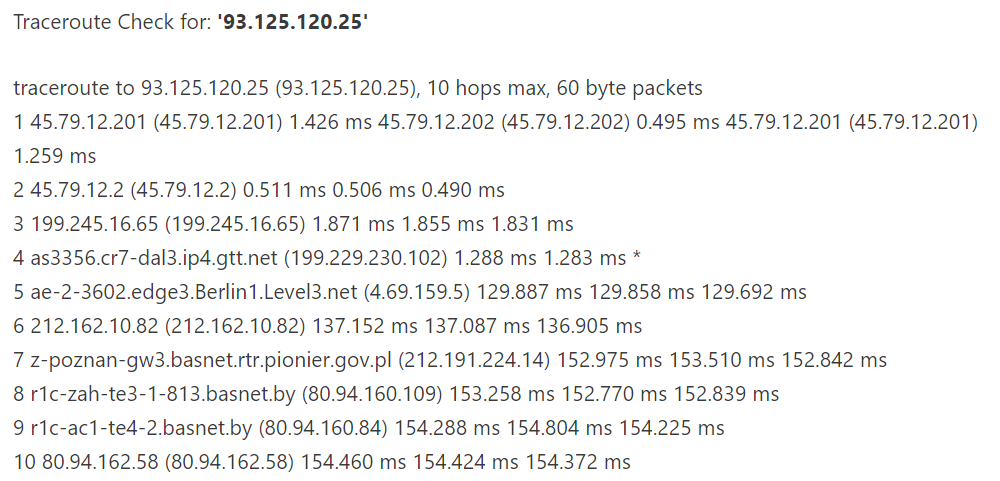 Traceroute Check for: '93.125.120.25'
traceroute to 93.125.120.25 (93.125.120.25), 10 hops max, 60 byte packets
1 45.79.12.201 (45.79.12.201) 1.426 ms 45.79.12.202 (45.79.12.202) 0.495 ms 45.79.12.201 (45.79.12.201)
1.259 ms
2 45.79.12.2 (45.79.12.2) 0.511 ms 0.506 ms 0.490 ms
3 199.245.16.65 (199.245.16.65) 1.871 ms 1.855 ms 1.831 ms
4 as3356.cr7-dal3.ip4.gtt.net (199.229.230.102) 1.288 ms 1.283 ms *
5 ae-2-3602.edge3.Berlin1.Level3.net (4.69.159.5) 129.887 ms 129.858 ms 129.692 ms
6 212.162.10.82 (212.162.10.82) 137.152 ms 137.087 ms 136.905 ms
7 z-poznan-gw3.basnet.rtr.pionier.gov.pl (212.191.224.14) 152.975 ms 153.510 ms 152.842 ms
8 r1c-zah-te3-1-813.basnet.by (80.94.160.109) 153.258 ms 152.770 ms 152.839 ms
9 r1c-ac1-te4-2.basnet.by (80.94.160.84) 154.288 ms 154.804 ms 154.225 ms
10 80.94.162.58 (80.94.162.58) 154.460 ms 154.424 ms 154.372 ms